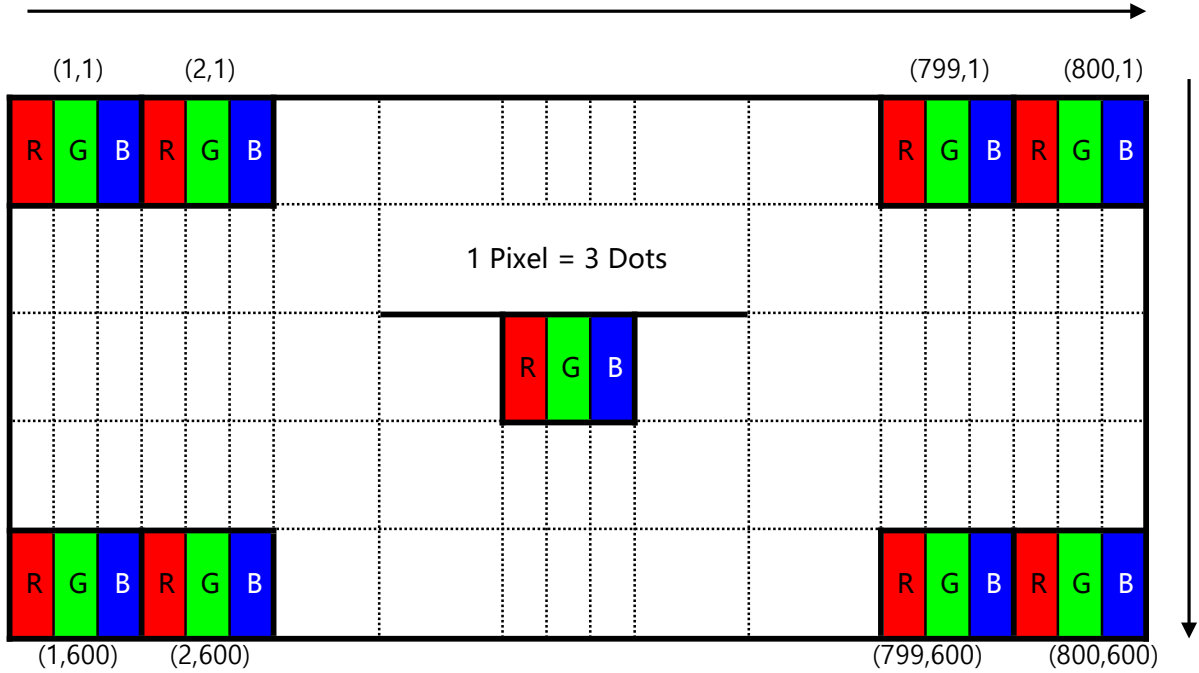 (1,1) (2,1) (799,1) (800,1)
R G B R G B R G B R G B
1 Pixel = 3 Dots
R G B
R G B R G B R G B R G B
(1,600) (2,600) (799,600) (800,600)